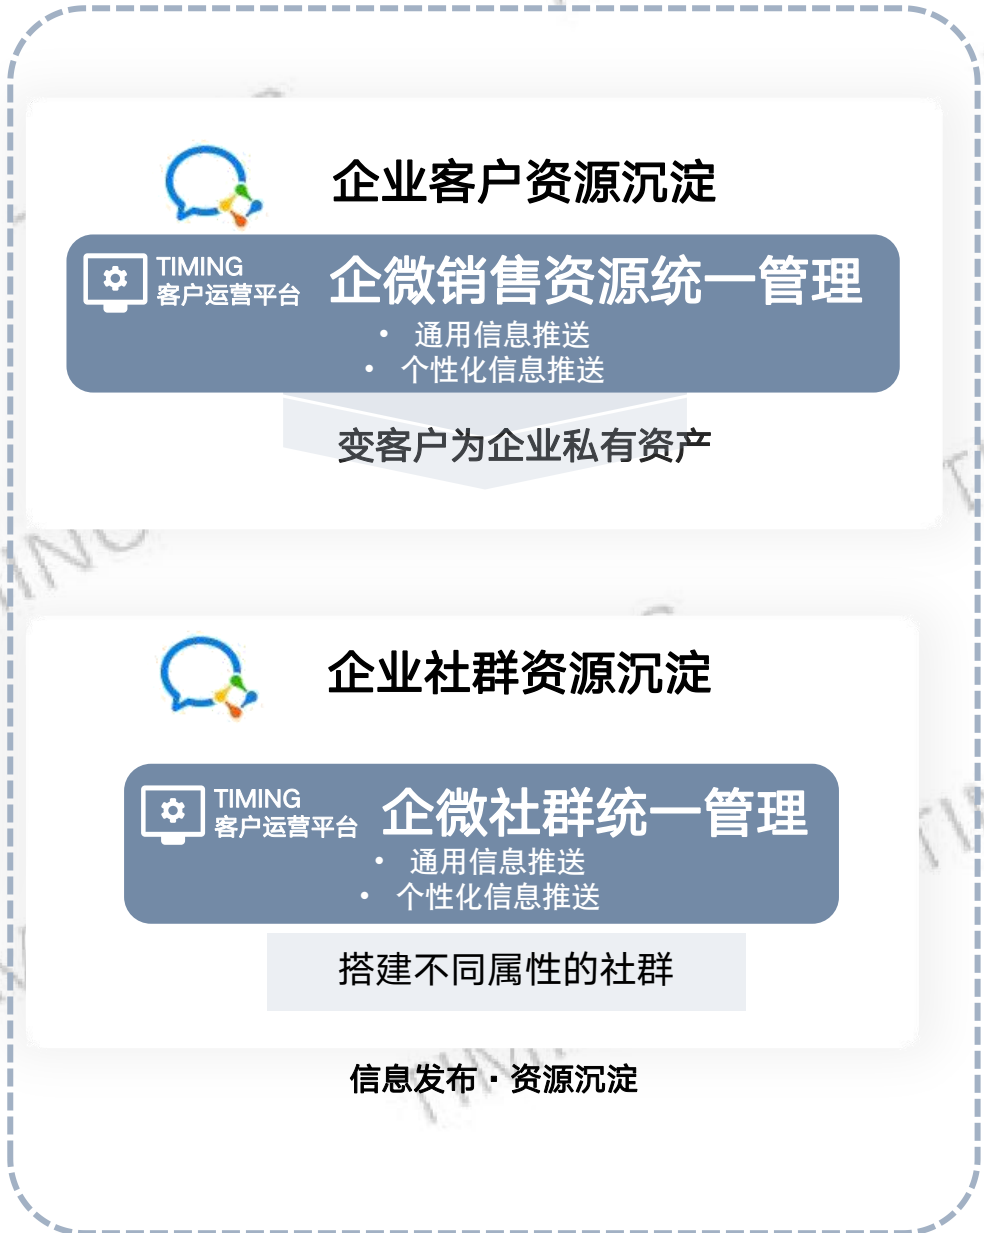 企业客户资源沉淀
TIMING
客户运营平台
企微销售资源统一管理
• 通用信息推送
• 个性化信息推送
变客户为企业私有资产
企业社群资源沉淀
TIMING
客户运营平台
企微社群统一管理
• 通用信息推送
• 个性化信息推送
搭建不同属性的社群
信息发布·资源沉淀